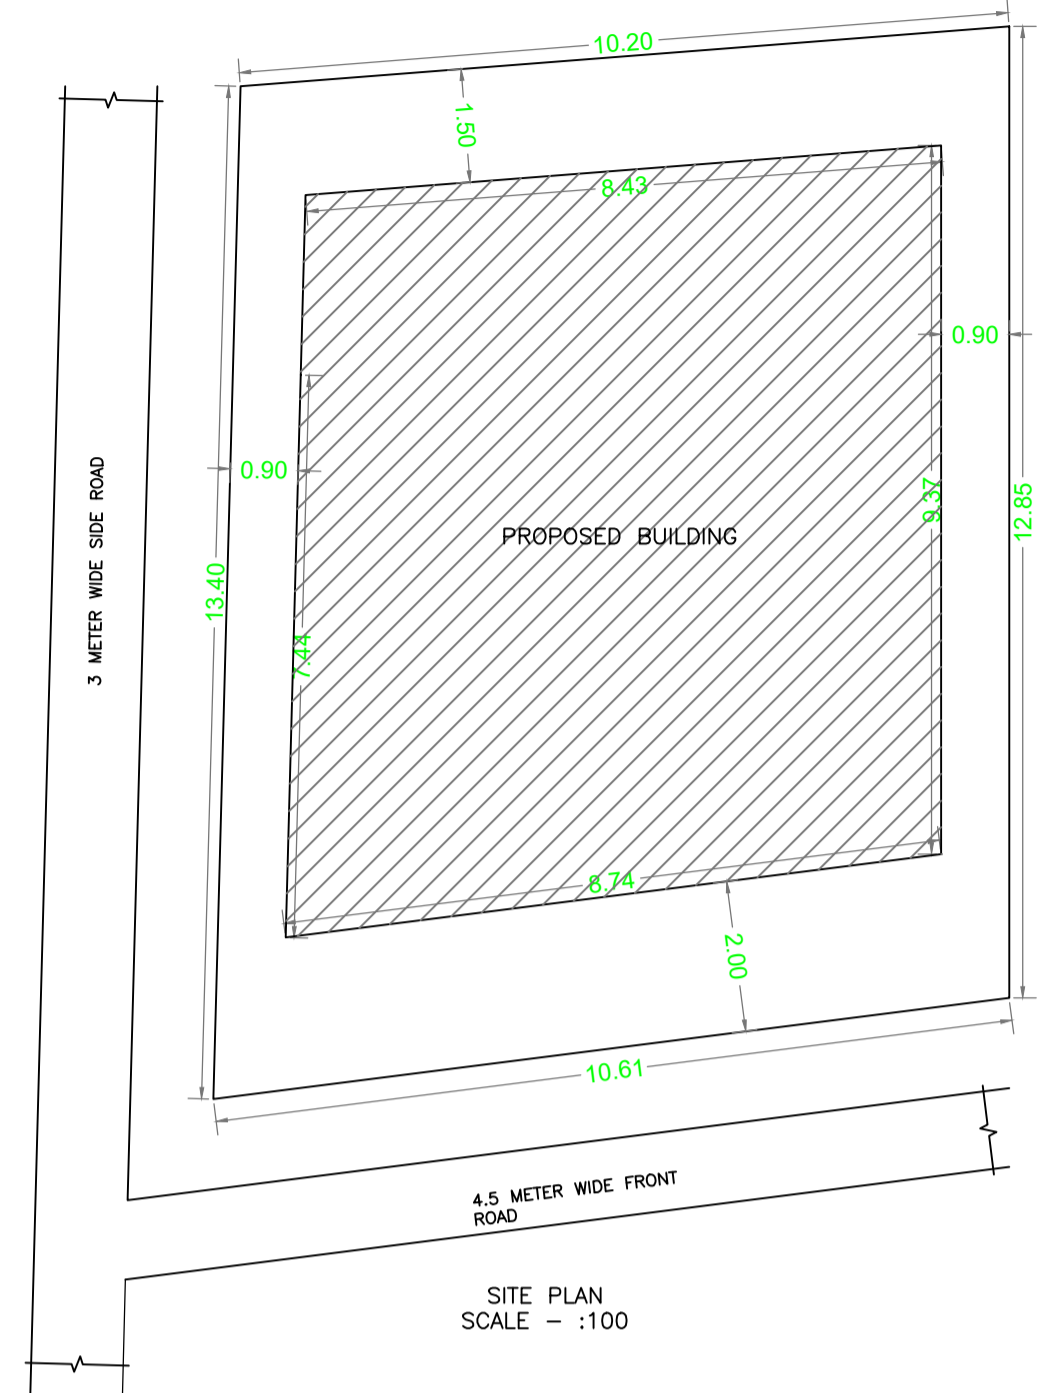 10.20
1.50
8.43
0.90
3 METER WIDE SIDE ROAD
0.90
9.37
12.85
PROPOSED BUILDING
13.40
7.44
8.74
2.00
10.61
4.5 METER WIDE FRONT
ROAD
SITE PLAN
SCALE - :100